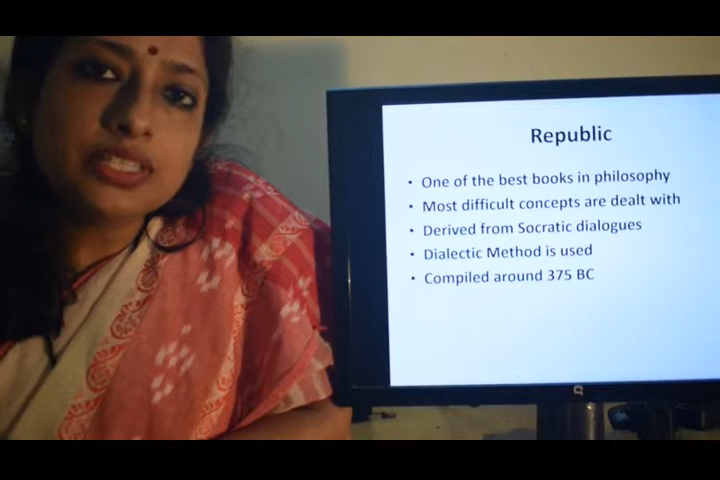 Republic
• One of the best books in philosophy
• Most difficult concepts are dealt with
• Derived from Socratic dialogues
• Dialectic Method is used
• Compiled around 375 BC